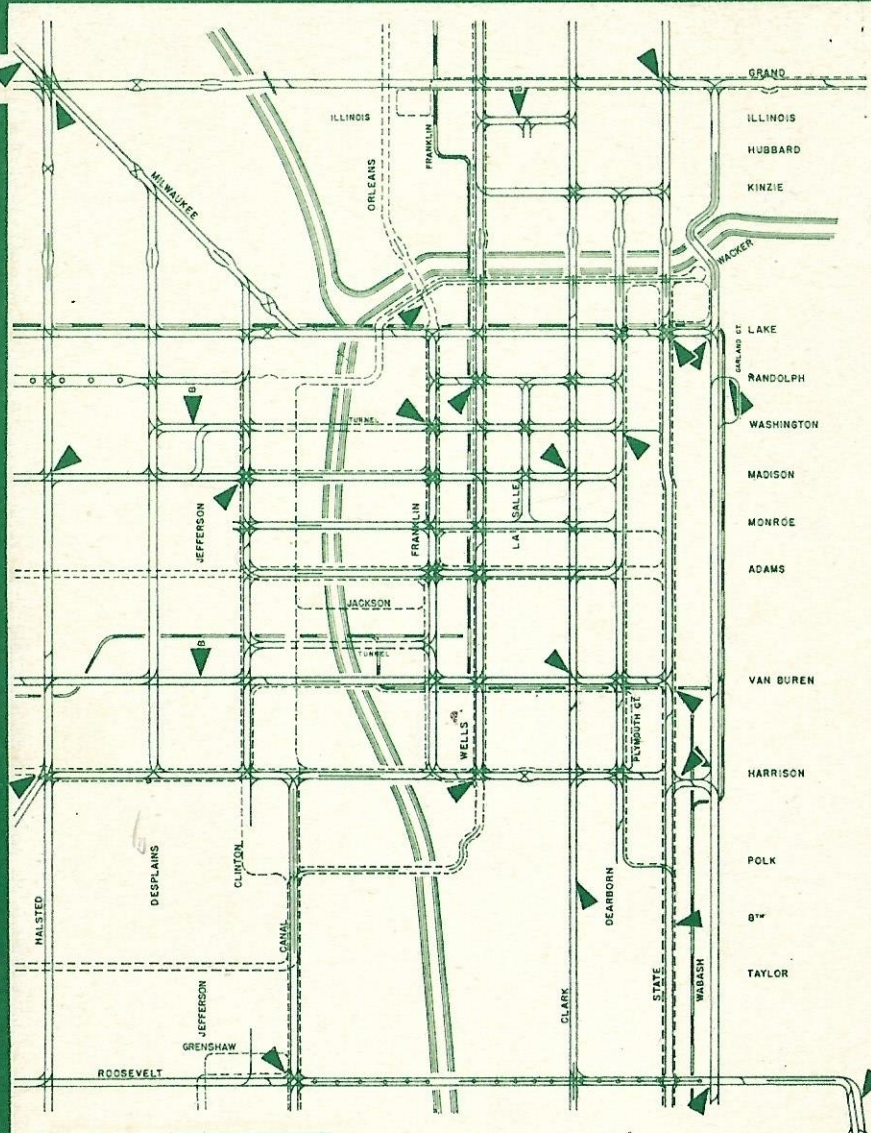 GRAND
ILLINOIS
ILLINOIS
HUBBARD
KINZIE
MILWAUKEE
ORLEANS
FRANKLIN
B
WACKER
LAKE
GARLAND CT.
RANDOLPH
B
TUNNEL
WASHINGTON
MADISON
JEFFERSON
FRANKLIN
LA SALLE
MONROE
ADAMS
JACKSON
B
TUNNEL
VAN BUREN
WELLS
PLYMOUTH CT.
HARRISON
POLK
HALSTED
DESPLAINES
CLINTON
DEARBORN
8TH
CANAL
TAYLOR
JEFFERSON
CLARK
STATE
WABASH
GRENSHAW
ROOSEVELT